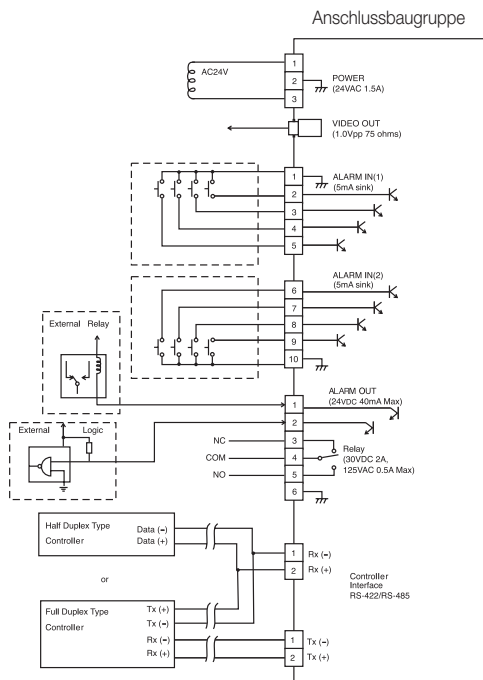 Anschlussbaugruppe
AC24V
1
2
3
POWER
(24VAC 1.5A)
VIDEO OUT
(1.0Vpp 75 ohms)
1
2
3
4
5
ALARM IN(1)
(5mA sink)
6
7
8
9
10
ALARM IN(2)
(5mA sink)
External Relay
External Logic
1
2
3
4
5
6
ALARM OUT
(24VDC 40mA Max)
NC
COM
NO
Relay
(30VDC 2A,
125VAC 0.5A Max)
Half Duplex Type
Controller
Data (-)
Data (+)
1 Rx (-)
2 Rx (+)
or
Controller
Interface
RS-422/RS-485
Full Duplex Type
Controller
Tx (+)
Tx (-)
Rx (-)
Rx (+)
1 Tx (-)
2 Tx (+)